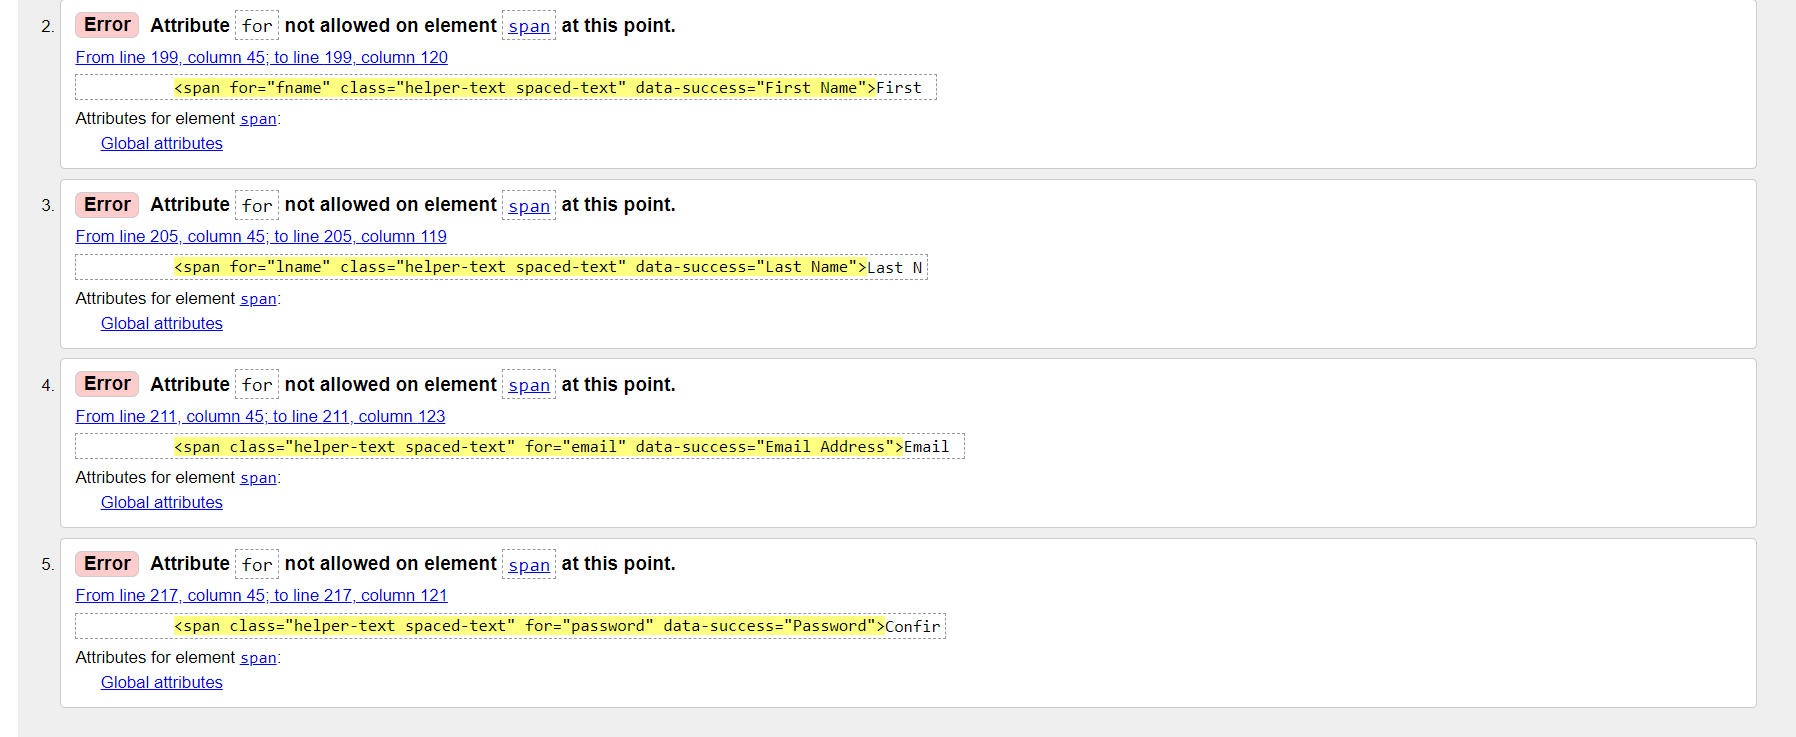 2. Error Attribute for not allowed on element span at this point.
From line 199, column 45; to line 199, column 120
<span for="fname" class="helper-text spaced-text" data-success="First Name">First
Attributes for element span:
Global attributes
3. Error Attribute for not allowed on element span at this point.
From line 205, column 45; to line 205, column 119
<span for="lname" class="helper-text spaced-text" data-success="Last Name">Last N
Attributes for element span:
Global attributes
4. Error Attribute for not allowed on element span at this point.
From line 211, column 45; to line 211, column 123
<span class="helper-text spaced-text" for="email" data-success="Email Address">Email
Attributes for element span:
Global attributes
5. Error Attribute for not allowed on element span at this point.
From line 217, column 45; to line 217, column 121
<span class="helper-text spaced-text" for="password" data-success="Password">Confir
Attributes for element span:
Global attributes